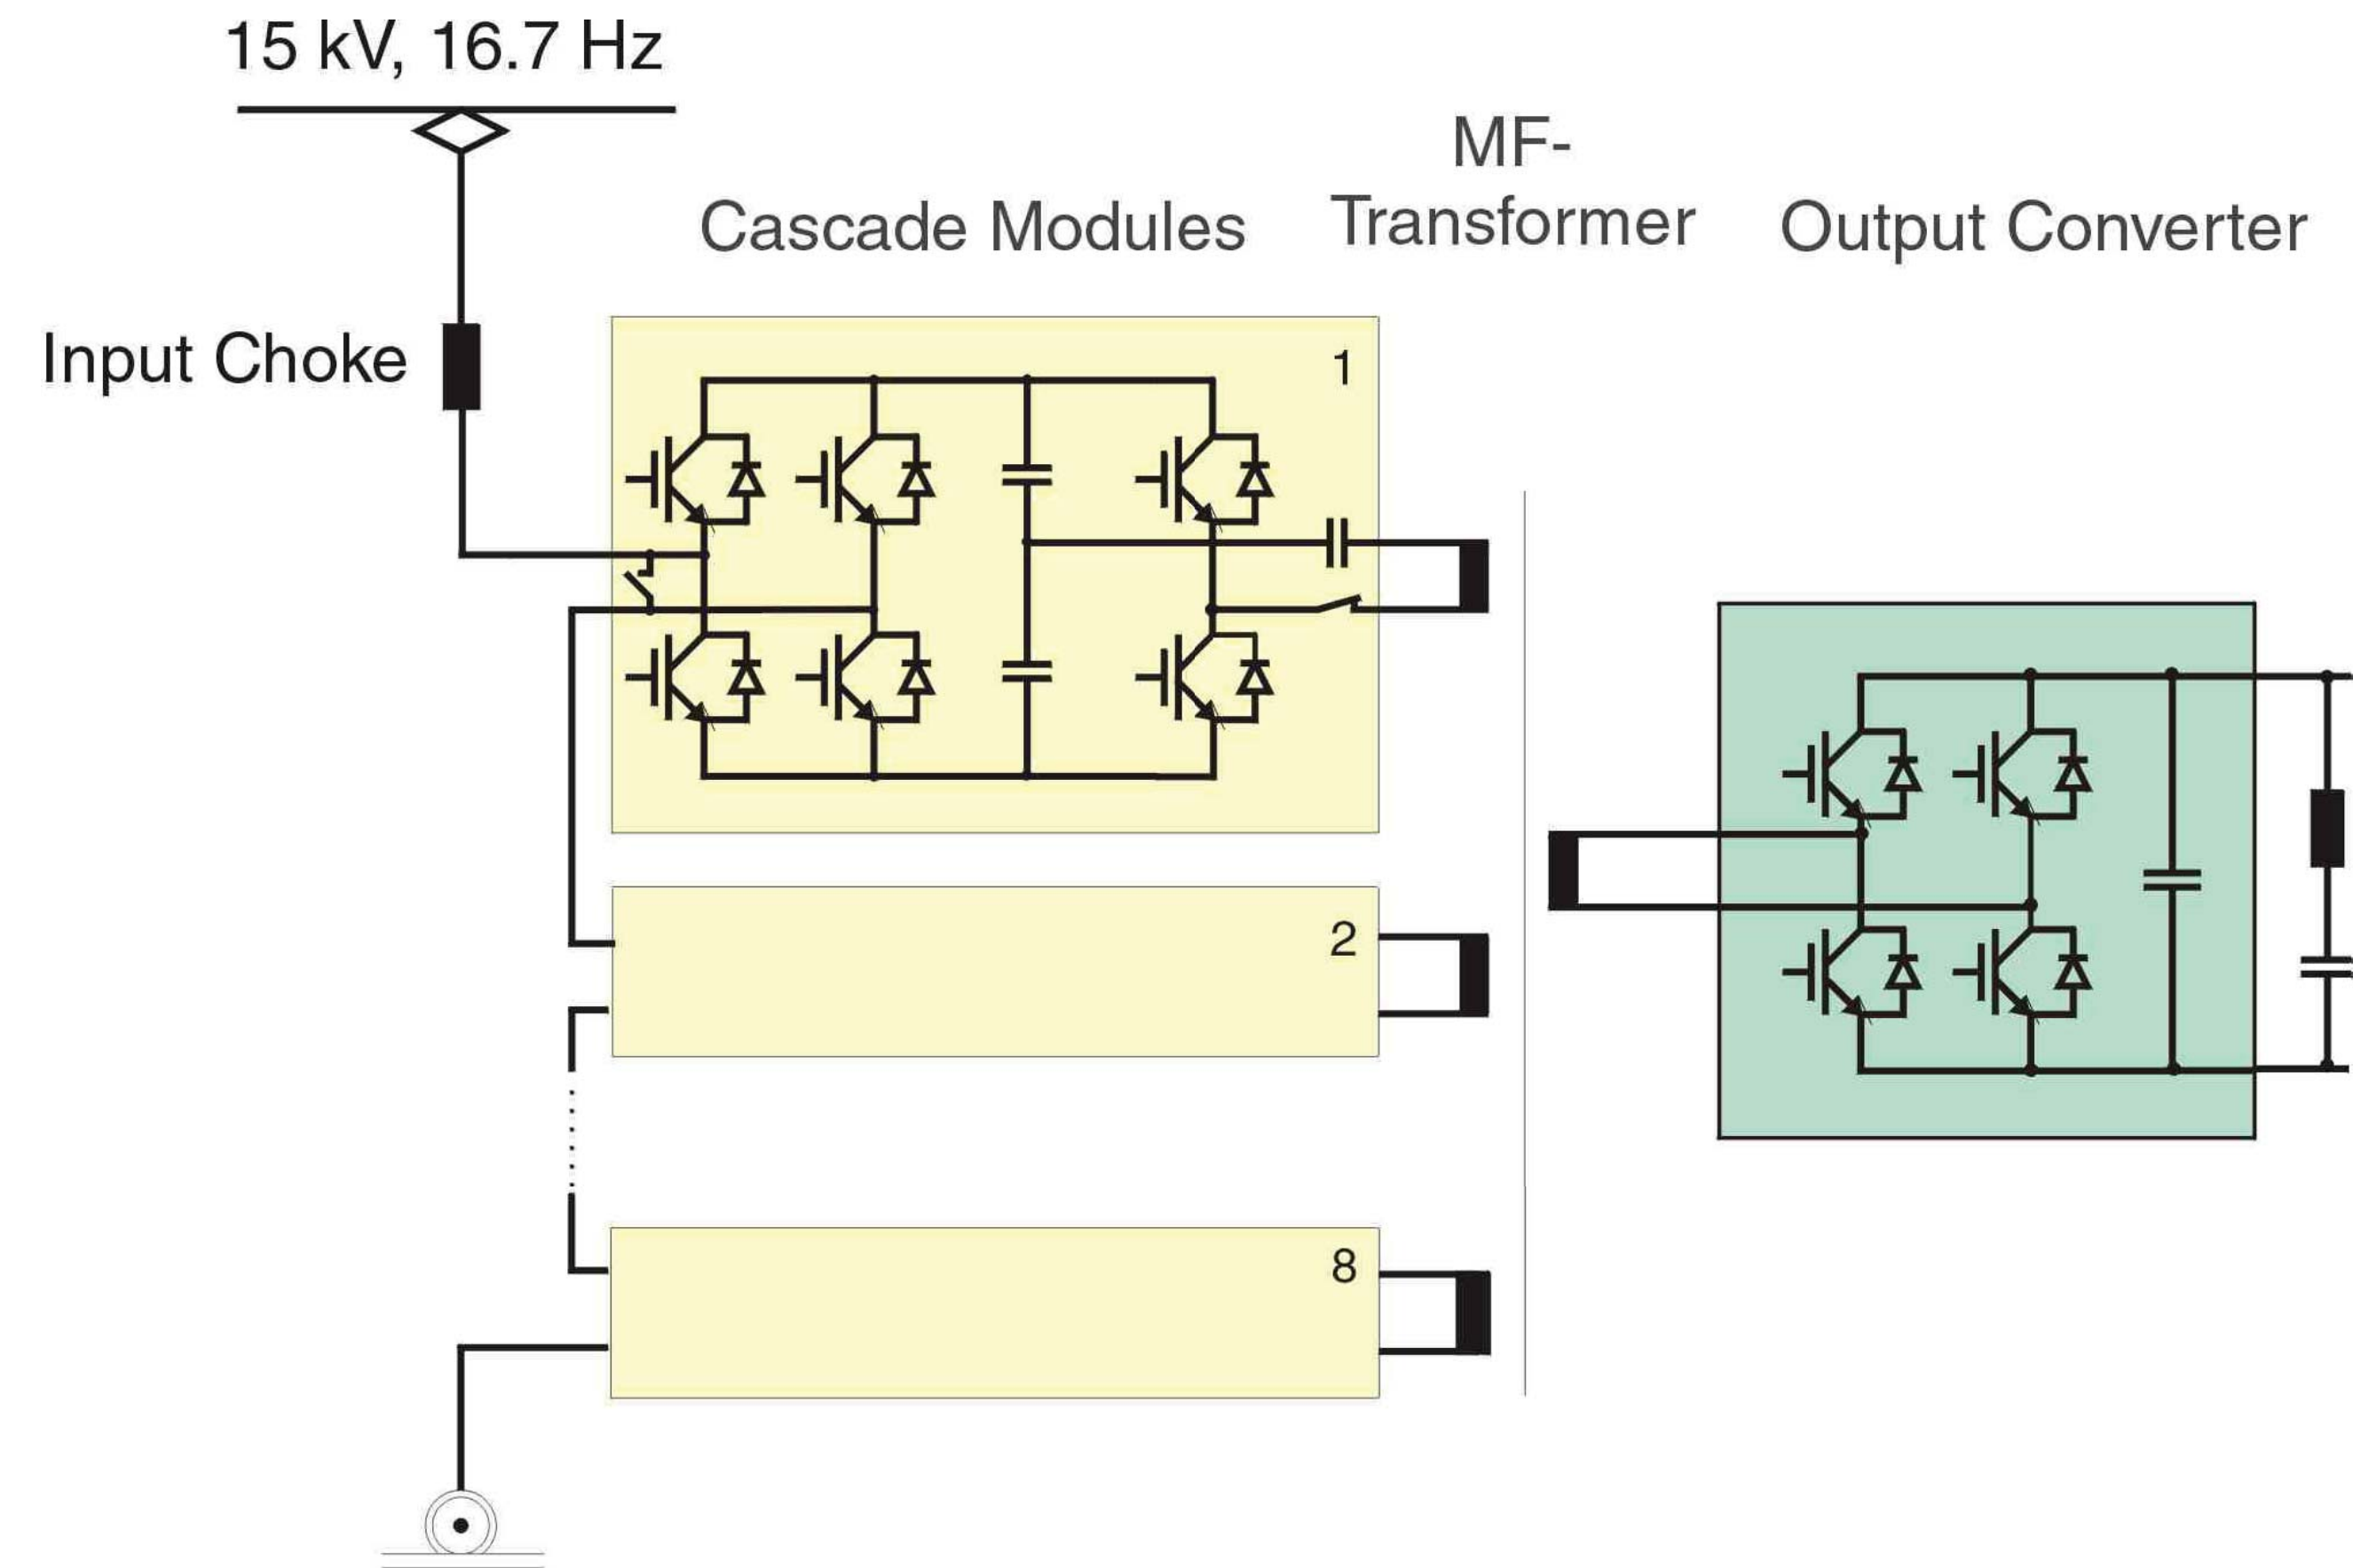 15 kV, 16.7 Hz
MF-
Transformer
Cascade Modules
Output Converter
Input Choke
1
2
8